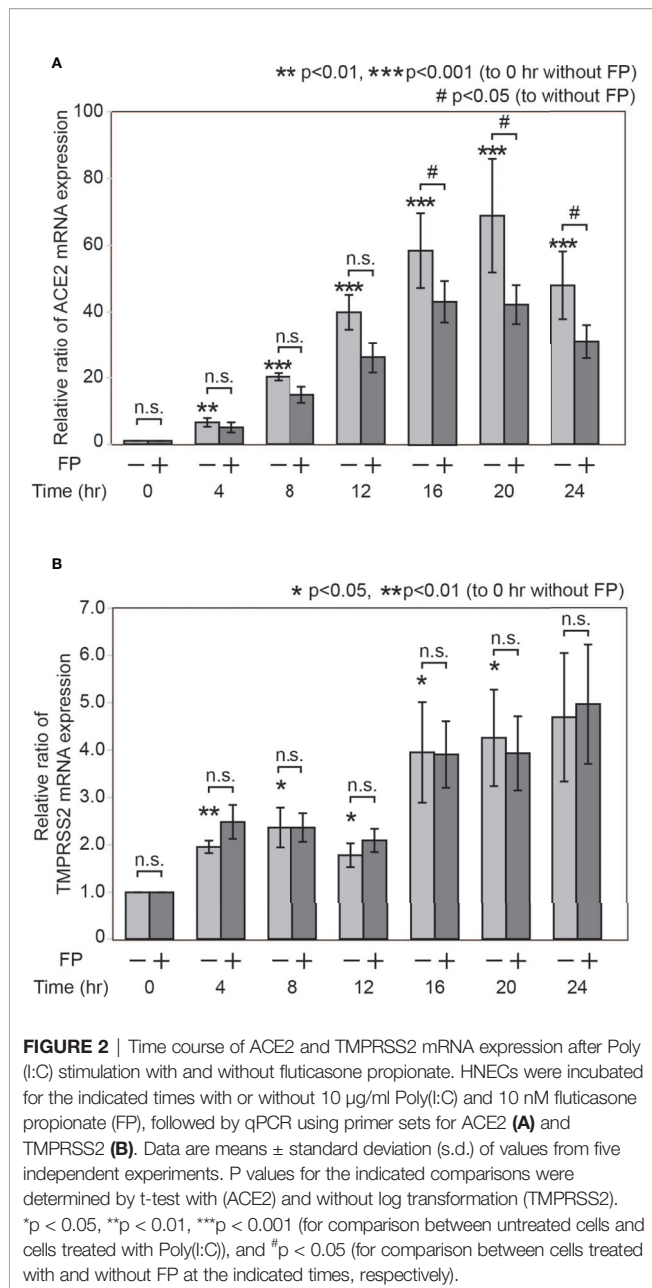 A
** p<0.01, ***p<0.001 (to 0 hr without FP)
# p<0.05 (to without FP)
Relative ratio of ACE2 mRNA expression
100
80
60
40
20
0
n.s.
n.s.
**
n.s.
***
n.s.
***
#
***
#
***
#
***
FP − + − + − + − + − + − + − +
Time (hr) 0 4 8 12 16 20 24
B
* p<0.05, **p<0.01 (to 0 hr without FP)
Relative ratio of
TMPRSS2 mRNA expression
7.0
6.0
5.0
4.0
3.0
2.0
1.0
0
n.s.
n.s.
**
n.s.
*
n.s.
*
n.s.
*
n.s.
*
n.s.
FP − + − + − + − + − + − + − +
Time (hr) 0 4 8 12 16 20 24
FIGURE 2 | Time course of ACE2 and TMPRSS2 mRNA expression after Poly
(I:C) stimulation with and without fluticasone propionate. HNECs were incubated
for the indicated times with or without 10 µg/ml Poly(I:C) and 10 nM fluticasone
propionate (FP), followed by qPCR using primer sets for ACE2 (A) and
TMPRSS2 (B). Data are means ± standard deviation (s.d.) of values from five
independent experiments. P values for the indicated comparisons were
determined by t-test with (ACE2) and without log transformation (TMPRSS2).
*p < 0.05, **p < 0.01, ***p < 0.001 (for comparison between untreated cells and
cells treated with Poly(I:C)), and #p < 0.05 (for comparison between cells treated
with and without FP at the indicated times, respectively).